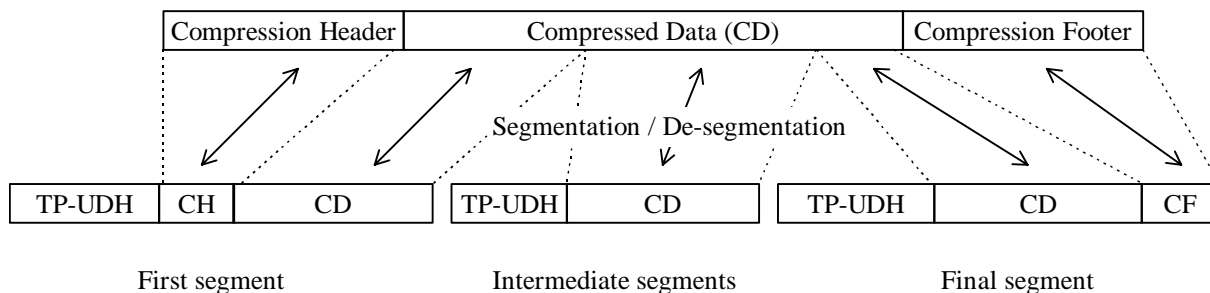 Compression Header Compressed Data (CD) Compression Footer
Segmentation / De-segmentation
TP-UDH CH CD TP-UDH CD TP-UDH CD CF
First segment Intermediate segments Final segment